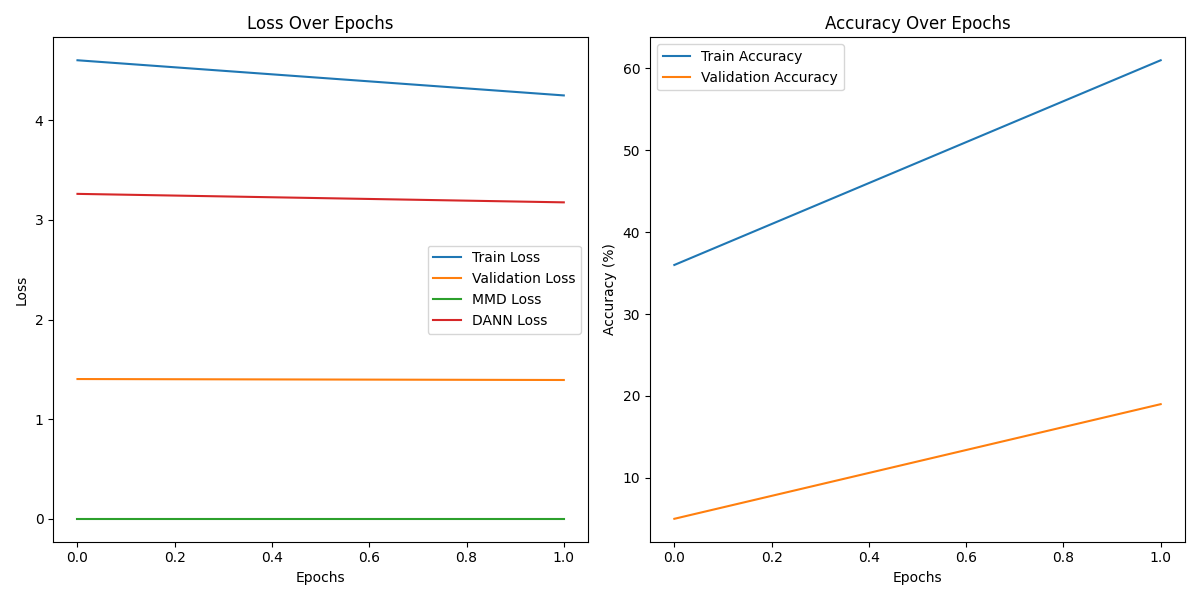 Loss Over Epochs
4
3
2
1
0
Loss
Train Loss
Validation Loss
MMD Loss
DANN Loss
0.0 0.2 0.4 0.6 0.8 1.0
Epochs
Accuracy Over Epochs
Train Accuracy
Validation Accuracy
60
50
40
30
20
10
Accuracy (%)
0.0 0.2 0.4 0.6 0.8 1.0
Epochs